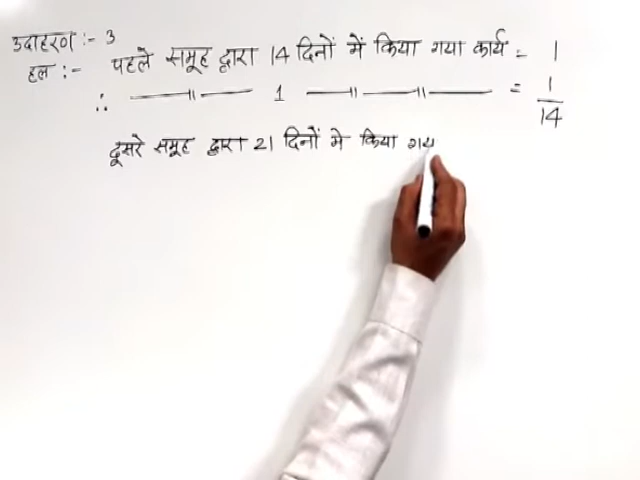 उदाहरण :- 3
हल :- पहले समूह द्वारा 14 दिनों में किया गया कार्य = 1
∴ ——〃—— 1 ——〃——〃—— = 1/14
दूसरे समूह द्वारा 21 दिनों मे किया गय